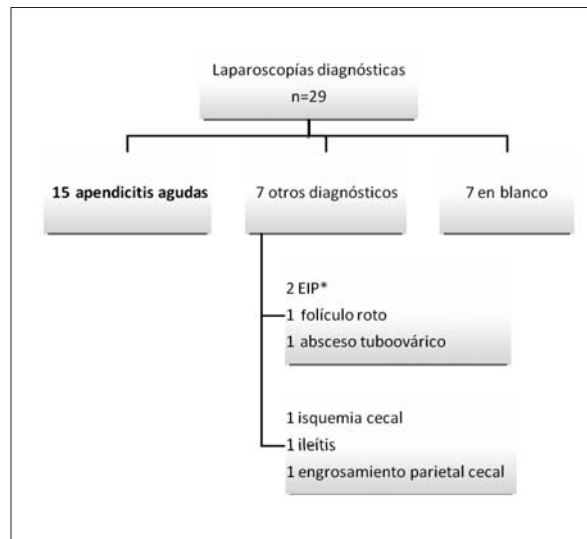 Laparoscopías diagnósticas
n=29
15 apendicitis agudas
7 otros diagnósticos
7 en blanco
2 EIP*
1 folículo roto
1 absceso tuboovárico
1 isquemia cecal
1 ileítis
1 engrosamiento parietal cecal